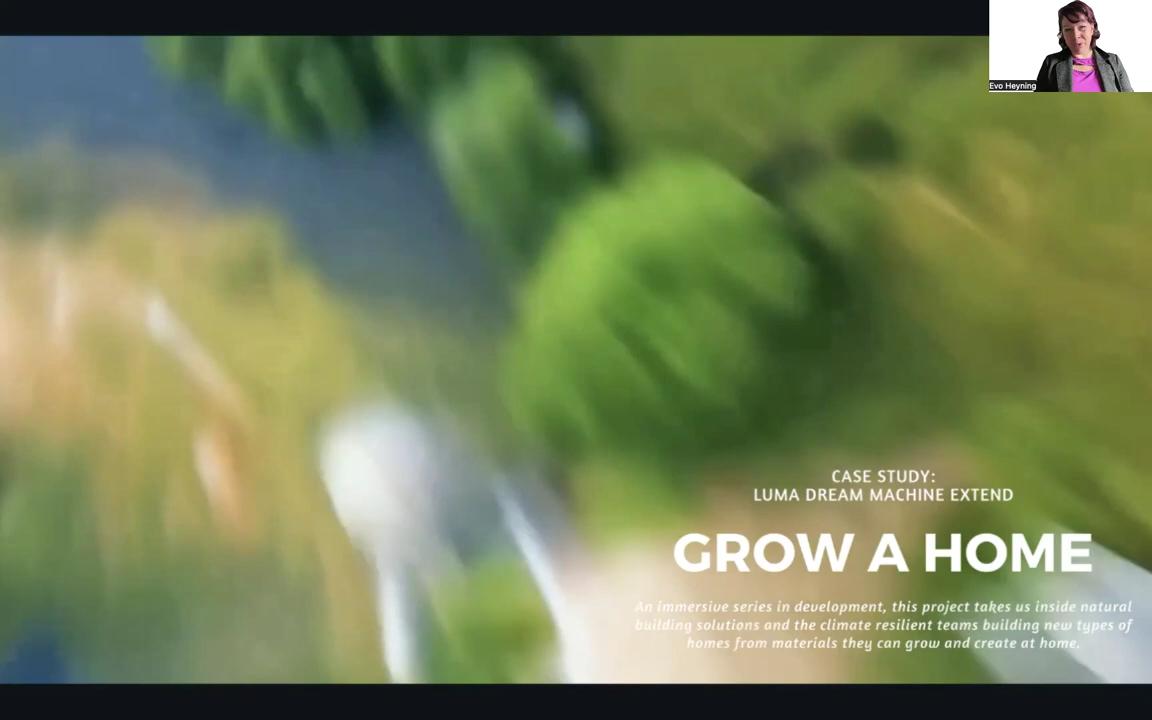 Evo Heyning
CASE STUDY:
LUMA DREAM MACHINE EXTEND
GROW A HOME
An immersive series in development, this project takes us inside natural
building solutions and the climate resilient teams building new types of
homes from materials they can grow and create at home.